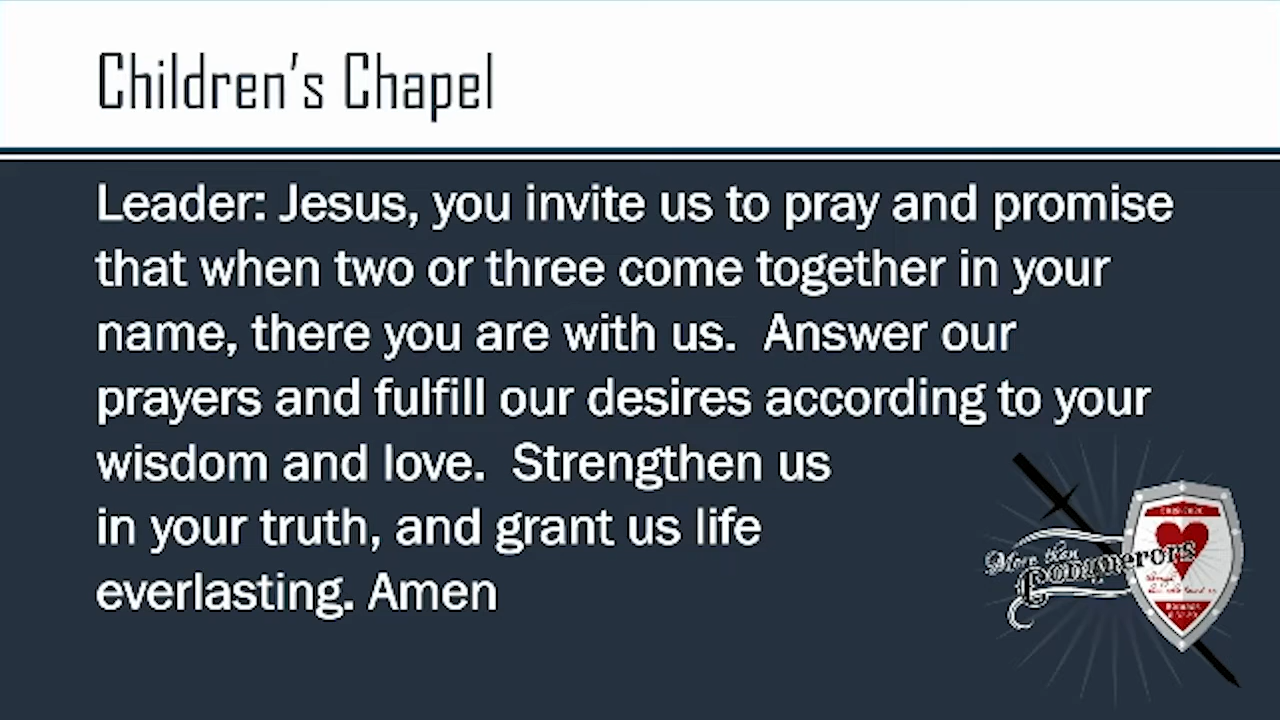 Children's Chapel
Leader: Jesus, you invite us to pray and promise
that when two or three come together in your
name, there you are with us.  Answer our
prayers and fulfill our desires according to your
wisdom and love.  Strengthen us
in your truth, and grant us life
everlasting. Amen
More than
Conquerors